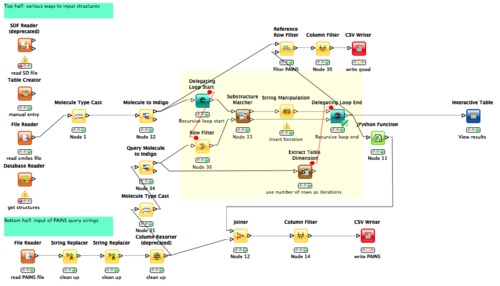 Top half: various ways to input structures
SDF Reader
(deprecated)
read SD file
Table Creator
manual entry
File Reader
read smiles file
Database Reader
get structures
Molecule Type Cast
Node 5
Molecule to Indigo
Node 32
Query Molecule
to Indigo
Node 34
Molecule Type Cast
Node 35
Delegating
Loop Start
Recursive loop start
Row Filter
Node 36
Substructure
Matcher
Node 33
String Manipulation
insert iteration
Delegating Loop End
Recursive loop end
Extract Table
Dimension
use number of rows as iterations
Reference
Row Filter
filter PAINS
Column Filter
Node 30
CSV Writer
write good
Python Function
Node 11
Interactive Table
View results
Bottom half: input of PAINS query strings
File Reader
read PAINS file
String Replacer
clean up
String Replacer
clean up
Column Resorter
(deprecated)
clean up
Joiner
Node 12
Column Filter
Node 14
CSV Writer
write PAINS